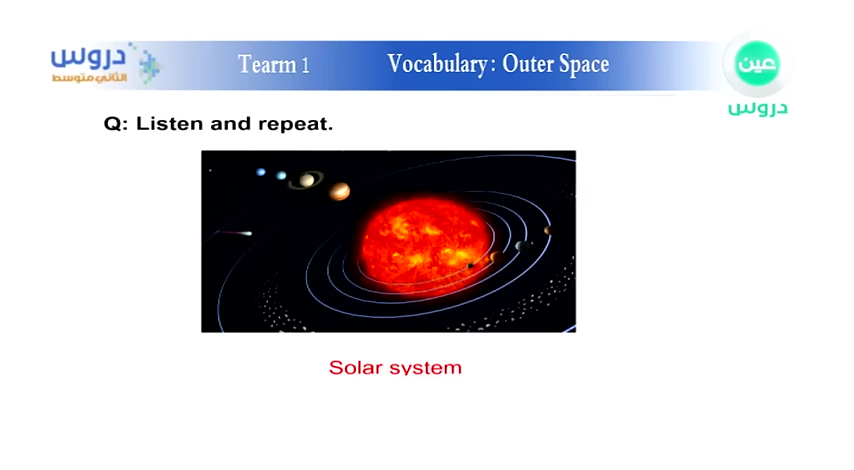 دروس
الثاني متوسط
Tearm 1
Vocabulary: Outer Space
عين
دروس
Q: Listen and repeat.
Solar system